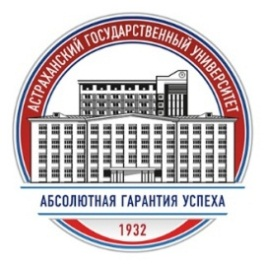 АСТРАХАНСКИЙ ГОСУДАРСТВЕННЫЙ УНИВЕРСИТЕТ
АБСОЛЮТНАЯ ГАРАНТИЯ УСПЕХА
1932